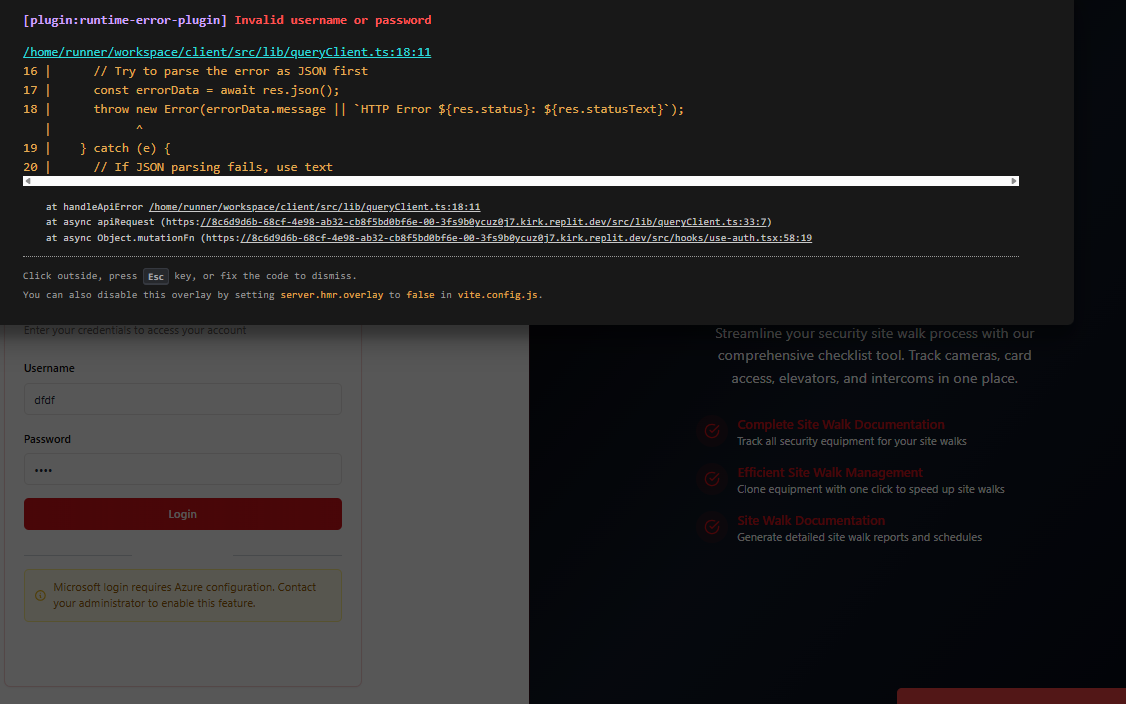 [plugin:runtime-error-plugin] Invalid username or password
/home/runner/workspace/client/src/lib/queryClient.ts:18:11
16 |      // Try to parse the error as JSON first
17 |      const errorData = await res.json();
18 |      throw new Error(errorData.message || `HTTP Error ${res.status}: ${res.statusText}`);
   |            ^
19 |    } catch (e) {
20 |      // If JSON parsing fails, use text
at handleApiError /home/runner/workspace/client/src/lib/queryClient.ts:18:11
at async apiRequest (https://8c6d9d6b-68cf-4e98-ab32-cb8f5bd0bf6e-00-3fs9b0ycuz0j7.kirk.replit.dev/src/lib/queryClient.ts:33:7)
at async Object.mutationFn (https://8c6d9d6b-68cf-4e98-ab32-cb8f5bd0bf6e-00-3fs9b0ycuz0j7.kirk.replit.dev/src/hooks/use-auth.tsx:58:19
Click outside, press Esc key, or fix the code to dismiss.
You can also disable this overlay by setting server.hmr.overlay to false in vite.config.js.
Enter your credentials to access your account
Username
dfdf
Password
••••
Login
Microsoft login requires Azure configuration. Contact
your administrator to enable this feature.
Streamline your security site walk process with our
comprehensive checklist tool. Track cameras, card
access, elevators, and intercoms in one place.
Complete Site Walk Documentation
Track all security equipment for your site walks
Efficient Site Walk Management
Clone equipment with one click to speed up site walks
Site Walk Documentation
Generate detailed site walk reports and schedules